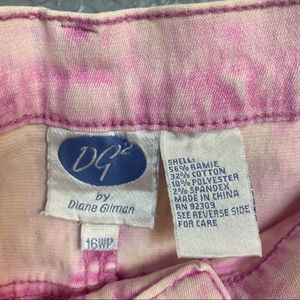 DG2
by
Diane Gilman
16WP
SHELL:
56% RAMIE
32% COTTON
10% POLYESTER
2% SPANDEX
MADE IN CHINA
RN 92309
SEE REVERSE SIDE
FOR CARE